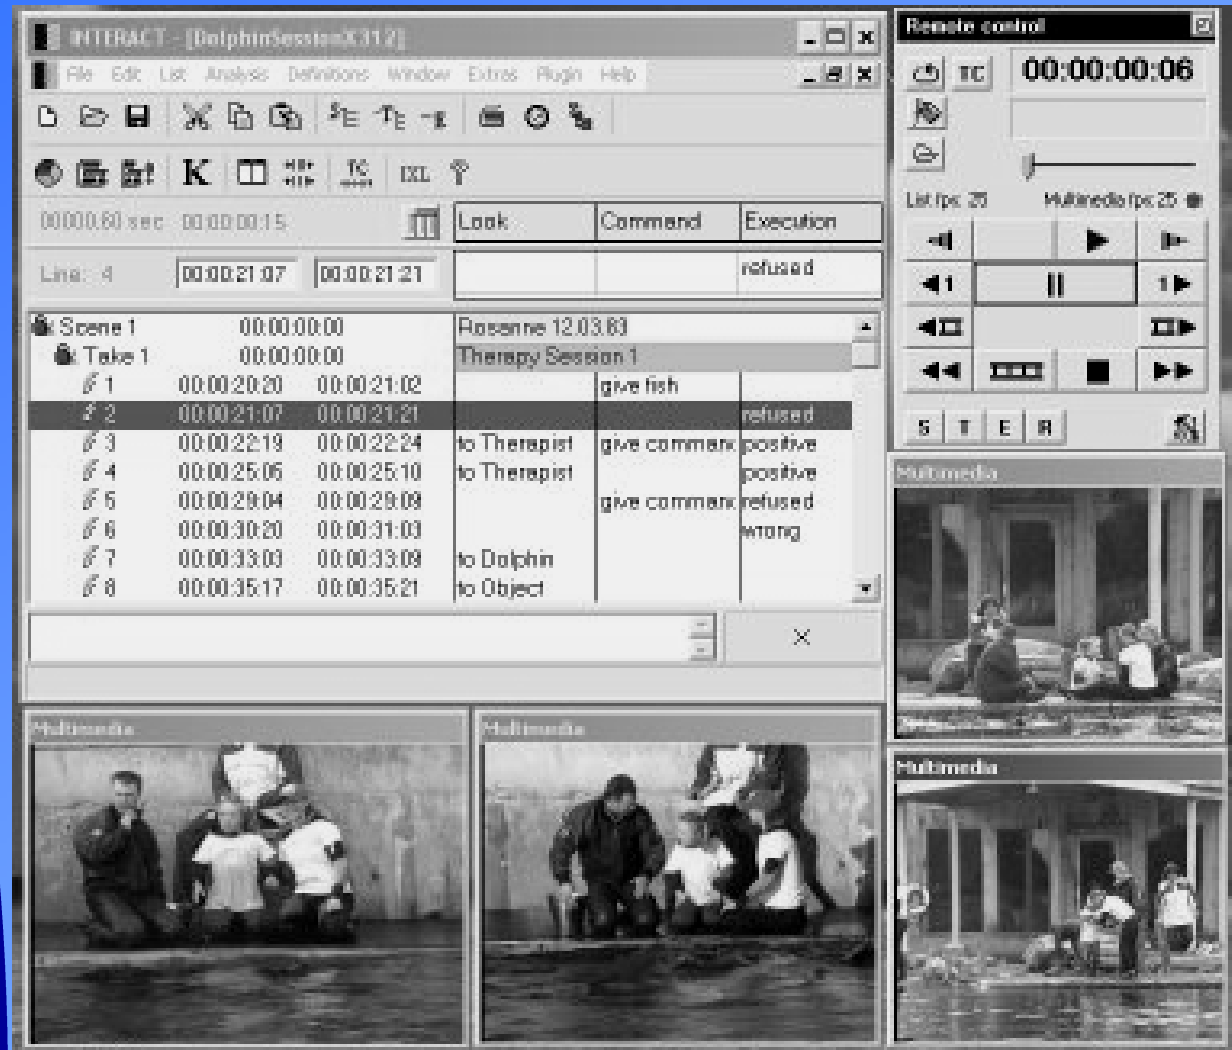 INTERACT - [DolphinSessionX312]
File Edit List Analysis Definitions Window Extras Plugin Help
K TC IXL
00000.60 sec 00:00:00:15 Look Command Execution
Line: 4 00:00:21:07 00:00:21:21 refused
Scene 1 00:00:00:00 Rosanne 12.03.83
Take 1 00:00:00:00 Therapy Session 1
1 00:00:20:20 00:00:21:02 give fish
2 00:00:21:07 00:00:21:21 refused
3 00:00:22:19 00:00:22:24 to Therapist give comman positive
4 00:00:25:05 00:00:25:10 to Therapist positive
5 00:00:29:04 00:00:29:09 give comman refused
6 00:00:30:20 00:00:31:03 wrong
7 00:00:33:03 00:00:33:09 to Dolphin
8 00:00:35:17 00:00:35:21 to Object
Remote control
TC 00:00:00:06
List fps: 25 Multimedia fps: 25
1 1
S T E R
Multimedia
Multimedia
Multimedia
Multimedia